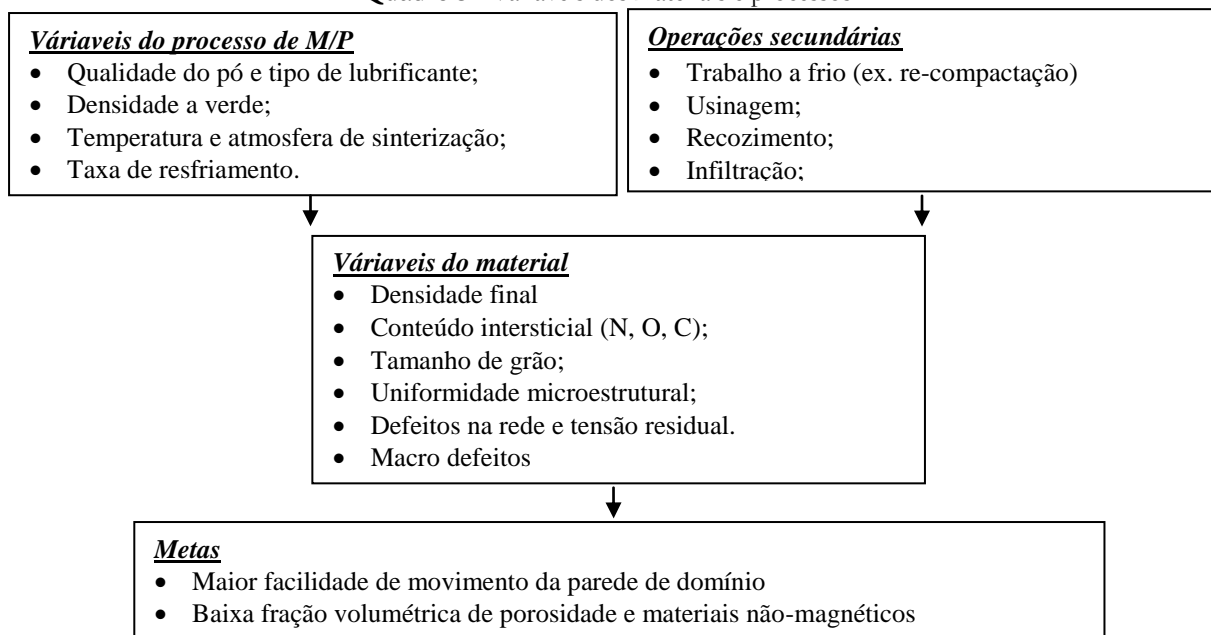 Váriaveis do processo de M/P
• Qualidade do pó e tipo de lubrificante;
• Densidade a verde;
• Temperatura e atmosfera de sinterização;
• Taxa de resfriamento.
Operações secundárias
• Trabalho a frio (ex. re-compactação)
• Usinagem;
• Recozimento;
• Infiltração;
Váriaveis do material
• Densidade final
• Conteúdo intersticial (N, O, C);
• Tamanho de grão;
• Uniformidade microestrutural;
• Defeitos na rede e tensão residual.
• Macro defeitos
Metas
• Maior facilidade de movimento da parede de domínio
• Baixa fração volumétrica de porosidade e materiais não-magnéticos